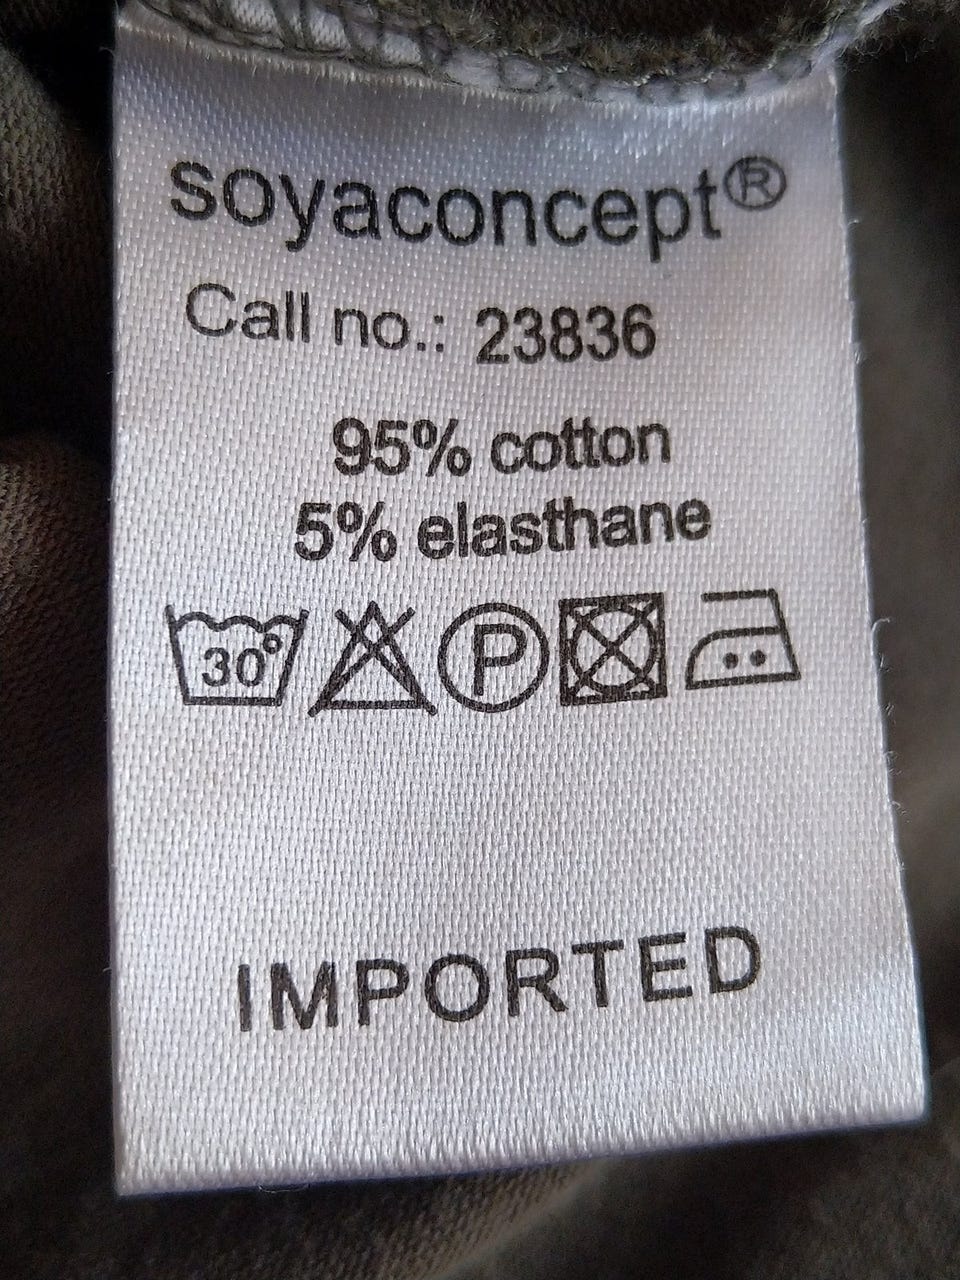 soyaconcept®
Call no.: 23836
95% cotton
5% elasthane
30° P
IMPORTED